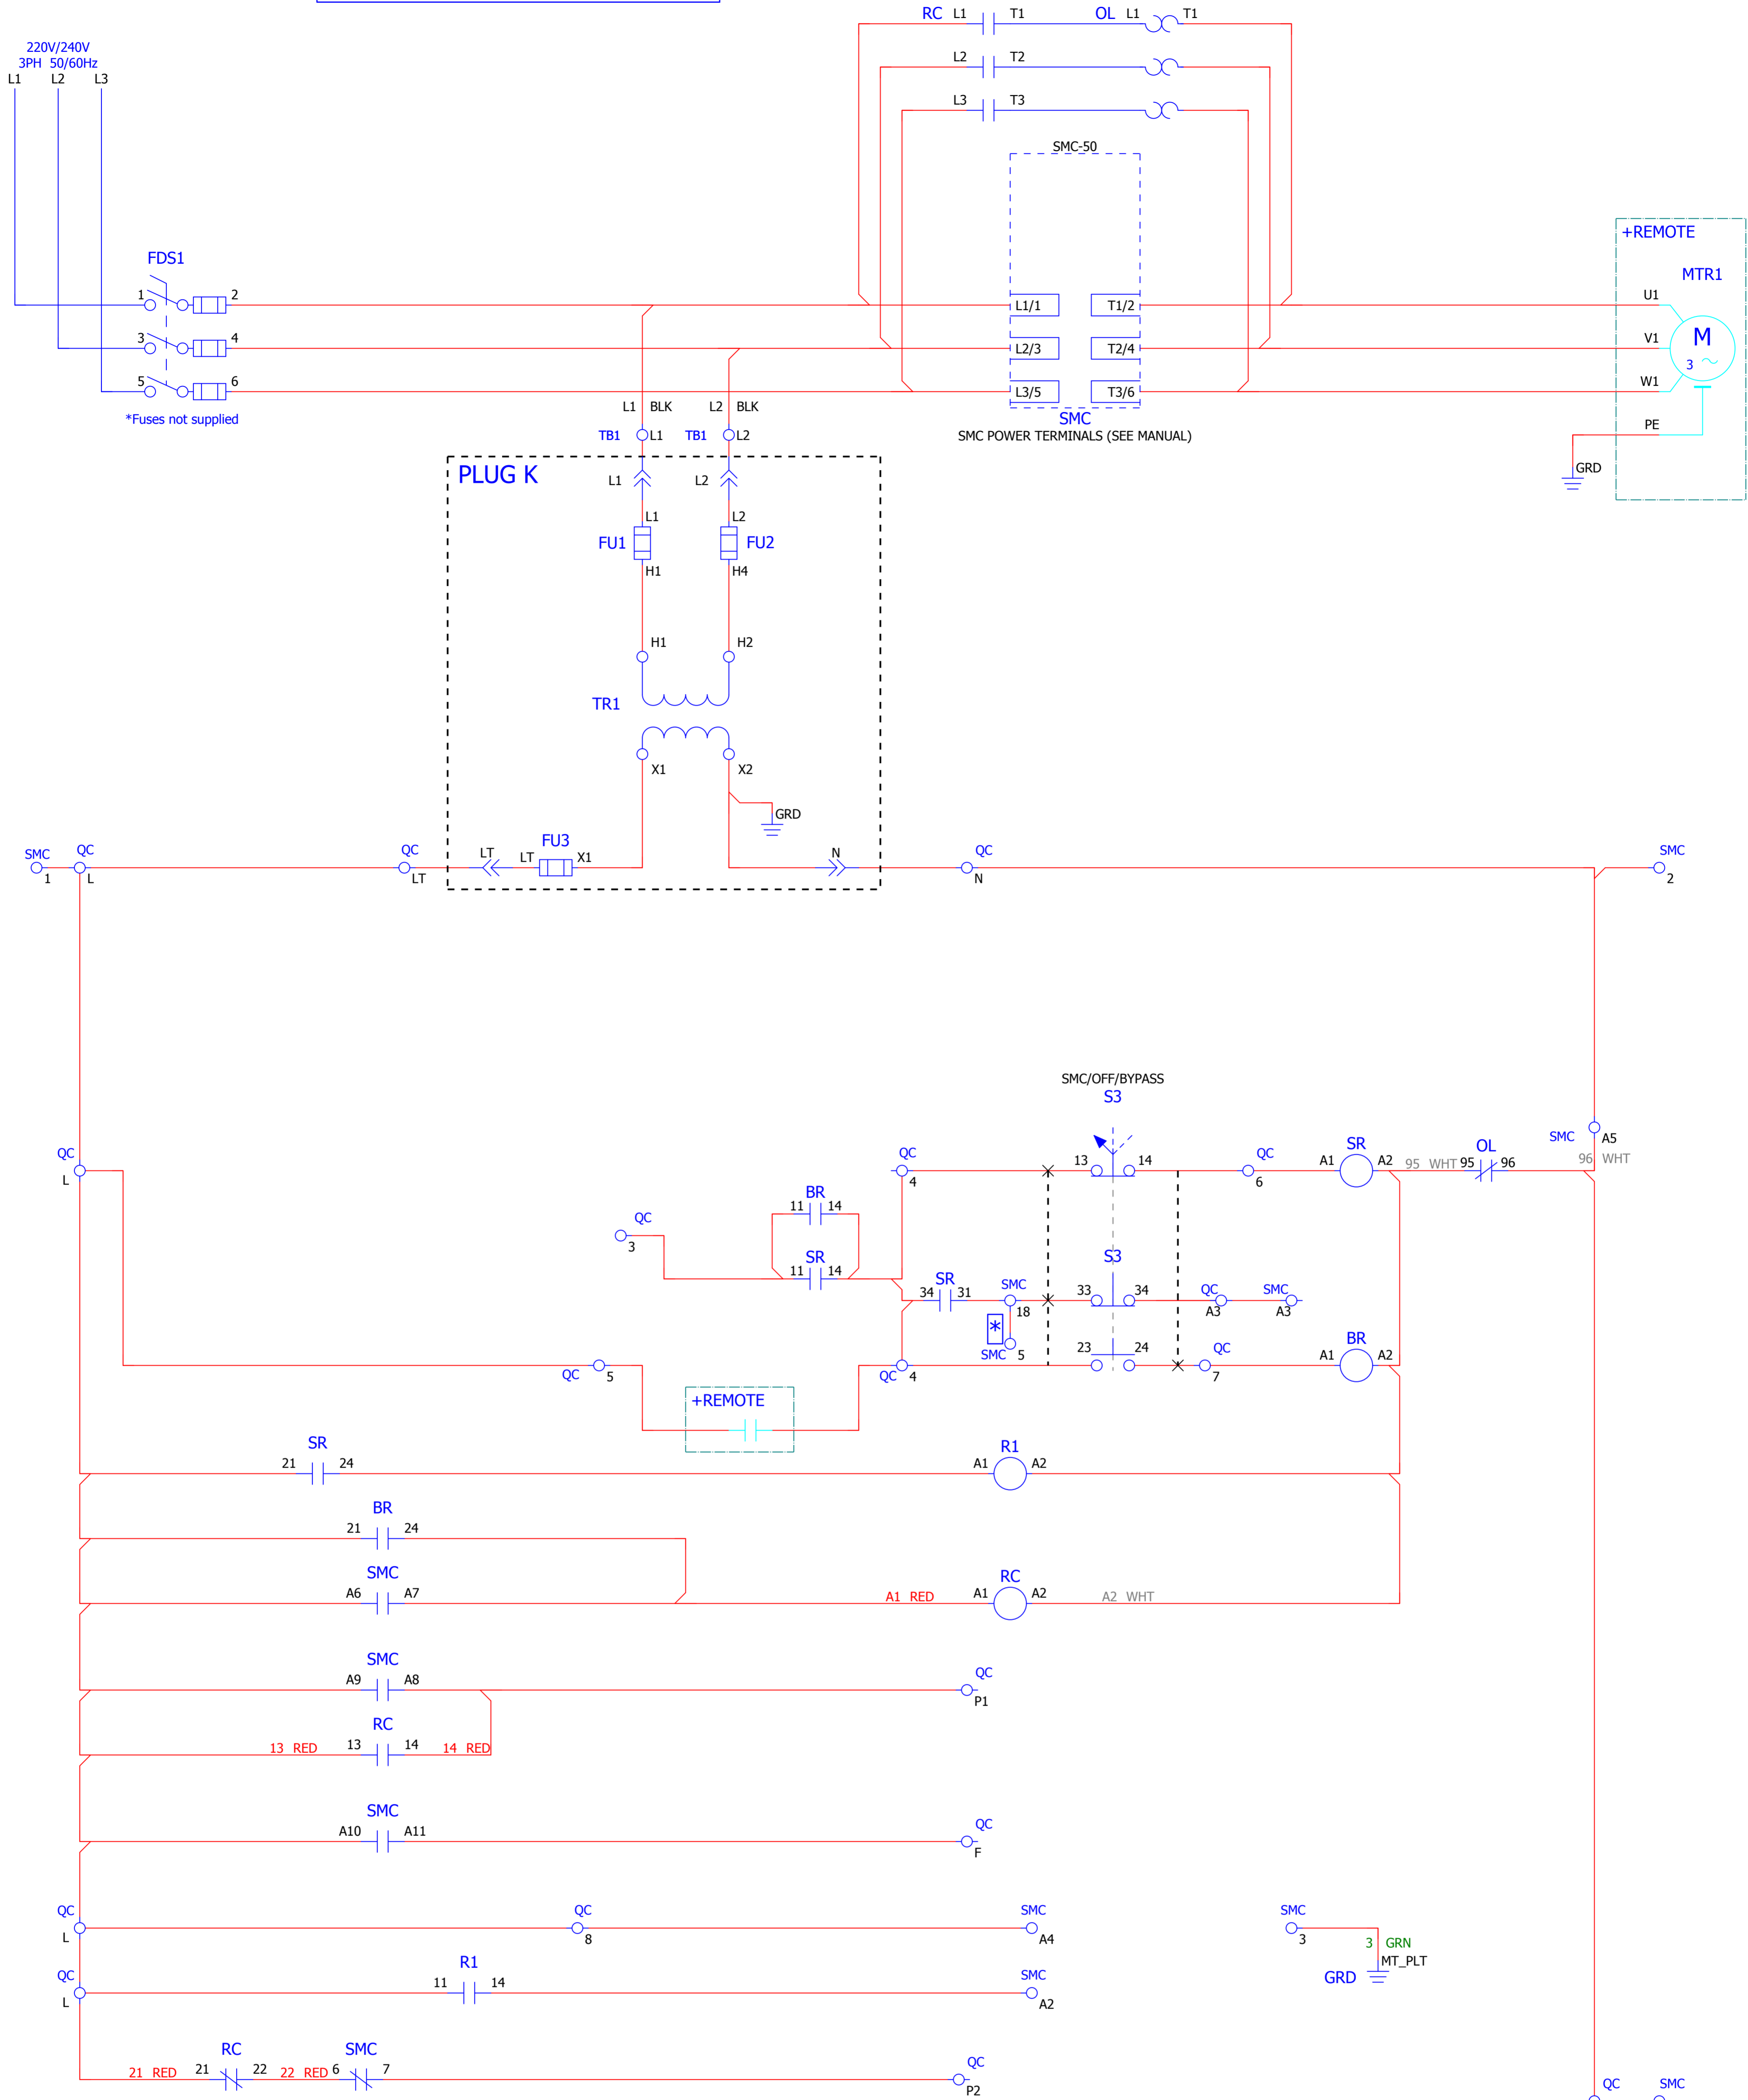 RC L1 T1 OL L1 T1
L2 T2
L3 T3
220V/240V
3PH 50/60Hz
L1 L2 L3
SMC-50
+REMOTE
MTR1
FDS1
1 2
3 4
5 6
*Fuses not supplied
L1/1 T1/2
L2/3 T2/4
L3/5 T3/6
SMC
SMC POWER TERMINALS (SEE MANUAL)
U1
V1
W1
PE
M
3
GRD
L1 BLK L2 BLK
TB1 L1 TB1 L2
PLUG K
L1 L2
L1 L2
FU1 FU2
H1 H4
H1 H2
TR1
X1 X2
GRD
SMC QC QC FU3 QC SMC
LT LT X1 N
1 L LT N 2
SMC/OFF/BYPASS
S3
SMC A5
QC QC 13 14 QC SR OL
A1 A2 95 WHT 95 96 96 WHT
L 4 6
BR
11 14
QC
3
SR
11 14
S3
SR SMC
34 31 33 34 QC SMC
18 A3 A3
*
SMC 5
23 24 QC BR
A1 A2
QC 5 QC 4 7
+REMOTE
SR R1
21 24 A1 A2
BR
21 24
SMC RC
A6 A7 A1 RED A1 A2 A2 WHT
SMC QC
A9 A8 P1
RC
13 RED 13 14 14 RED
SMC QC
A10 A11 F
QC QC SMC SMC
L 8 A4 3
3 GRN
MT_PLT
GRD
QC R1 SMC
11 14
L A2
RC SMC QC
21 RED 21 22 22 RED 6 7 P2
QC SMC